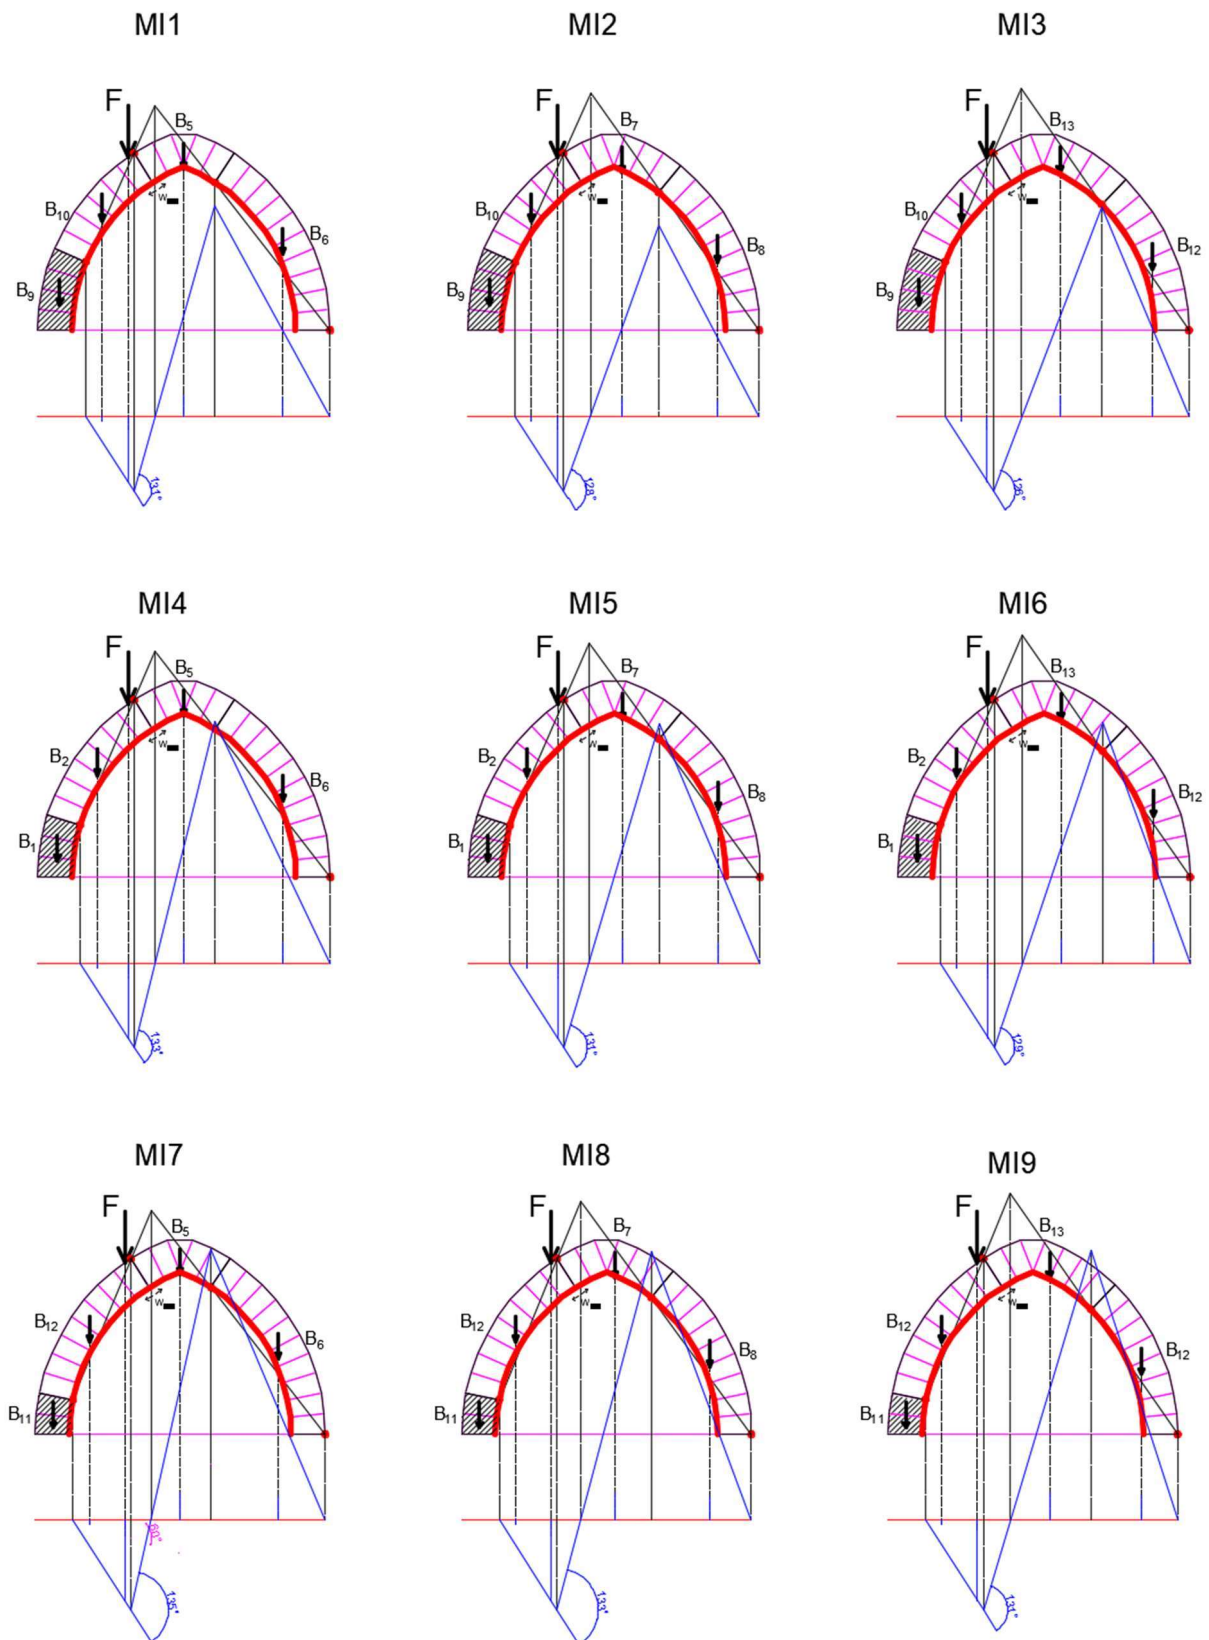 MI1 MI2 MI3
F B5 F B7 F B13
B10 B6 B10 B8 B10 B12
w w w
B9 B9 B9
131° 128° 126°
MI4 MI5 MI6
F B5 F B7 F B13
B2 B6 B2 B8 B2 B12
w w w
B1 B1 B1
133° 131° 129°
MI7 MI8 MI9
F B5 F B7 F B13
B12 B6 B12 B8 B12 B12
w w w
B11 B11 B11
60°
135° 133° 131°